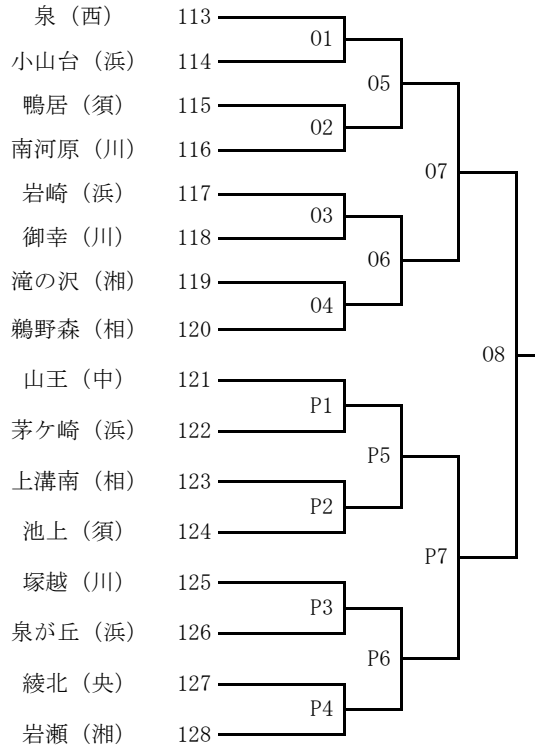 泉（西） 113
小山台（浜） 114
鴨居（須） 115
南河原（川） 116
岩崎（浜） 117
御幸（川） 118
滝の沢（湘） 119
鵜野森（相） 120
山王（中） 121
茅ケ崎（浜） 122
上溝南（相） 123
池上（須） 124
塚越（川） 125
泉が丘（浜） 126
綾北（央） 127
岩瀬（湘） 128
O1
O2
O3
O4
P1
P2
P3
P4
O5
O6
P5
P6
O7
P7
O8